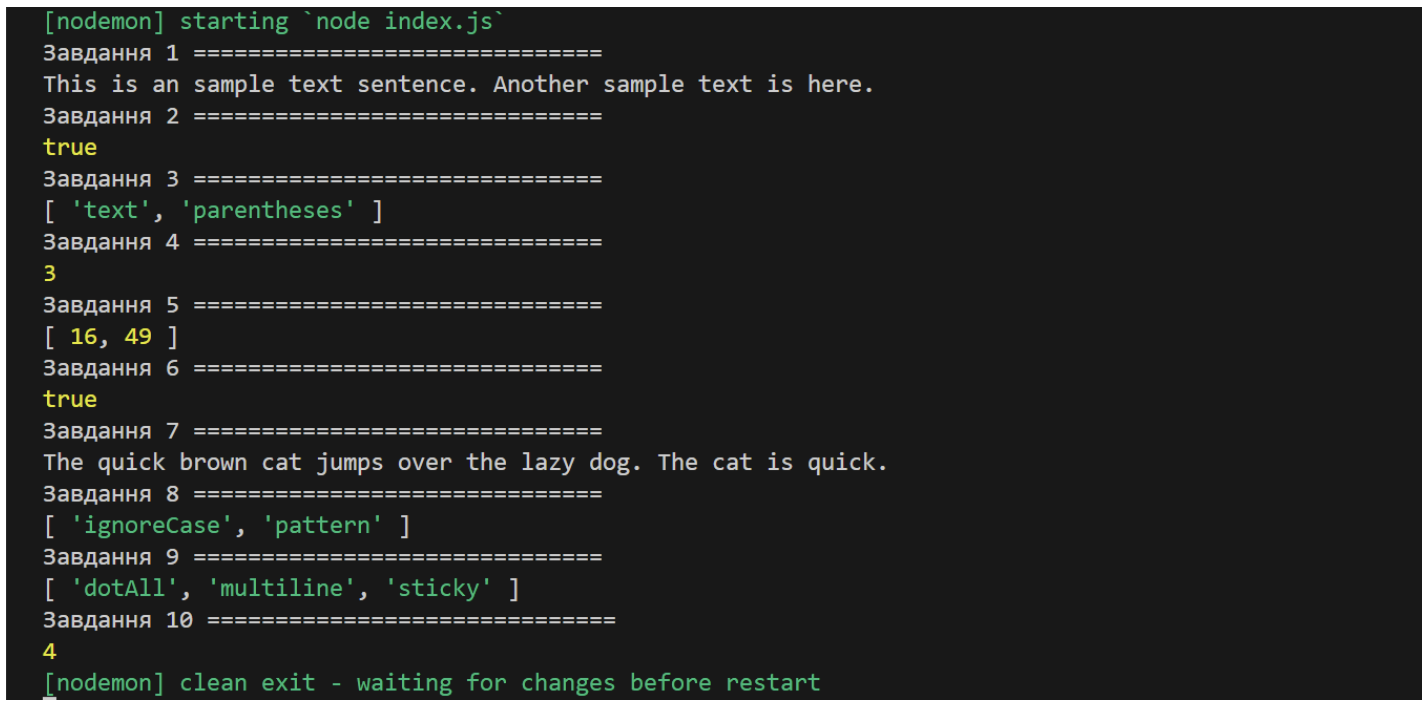 [nodemon] starting `node index.js`
Завдання 1 ==============================
This is an sample text sentence. Another sample text is here.
Завдання 2 ==============================
true
Завдання 3 ==============================
[ 'text', 'parentheses' ]
Завдання 4 ==============================
3
Завдання 5 ==============================
[ 16, 49 ]
Завдання 6 ==============================
true
Завдання 7 ==============================
The quick brown cat jumps over the lazy dog. The cat is quick.
Завдання 8 ==============================
[ 'ignoreCase', 'pattern' ]
Завдання 9 ==============================
[ 'dotAll', 'multiline', 'sticky' ]
Завдання 10 ==============================
4
[nodemon] clean exit - waiting for changes before restart